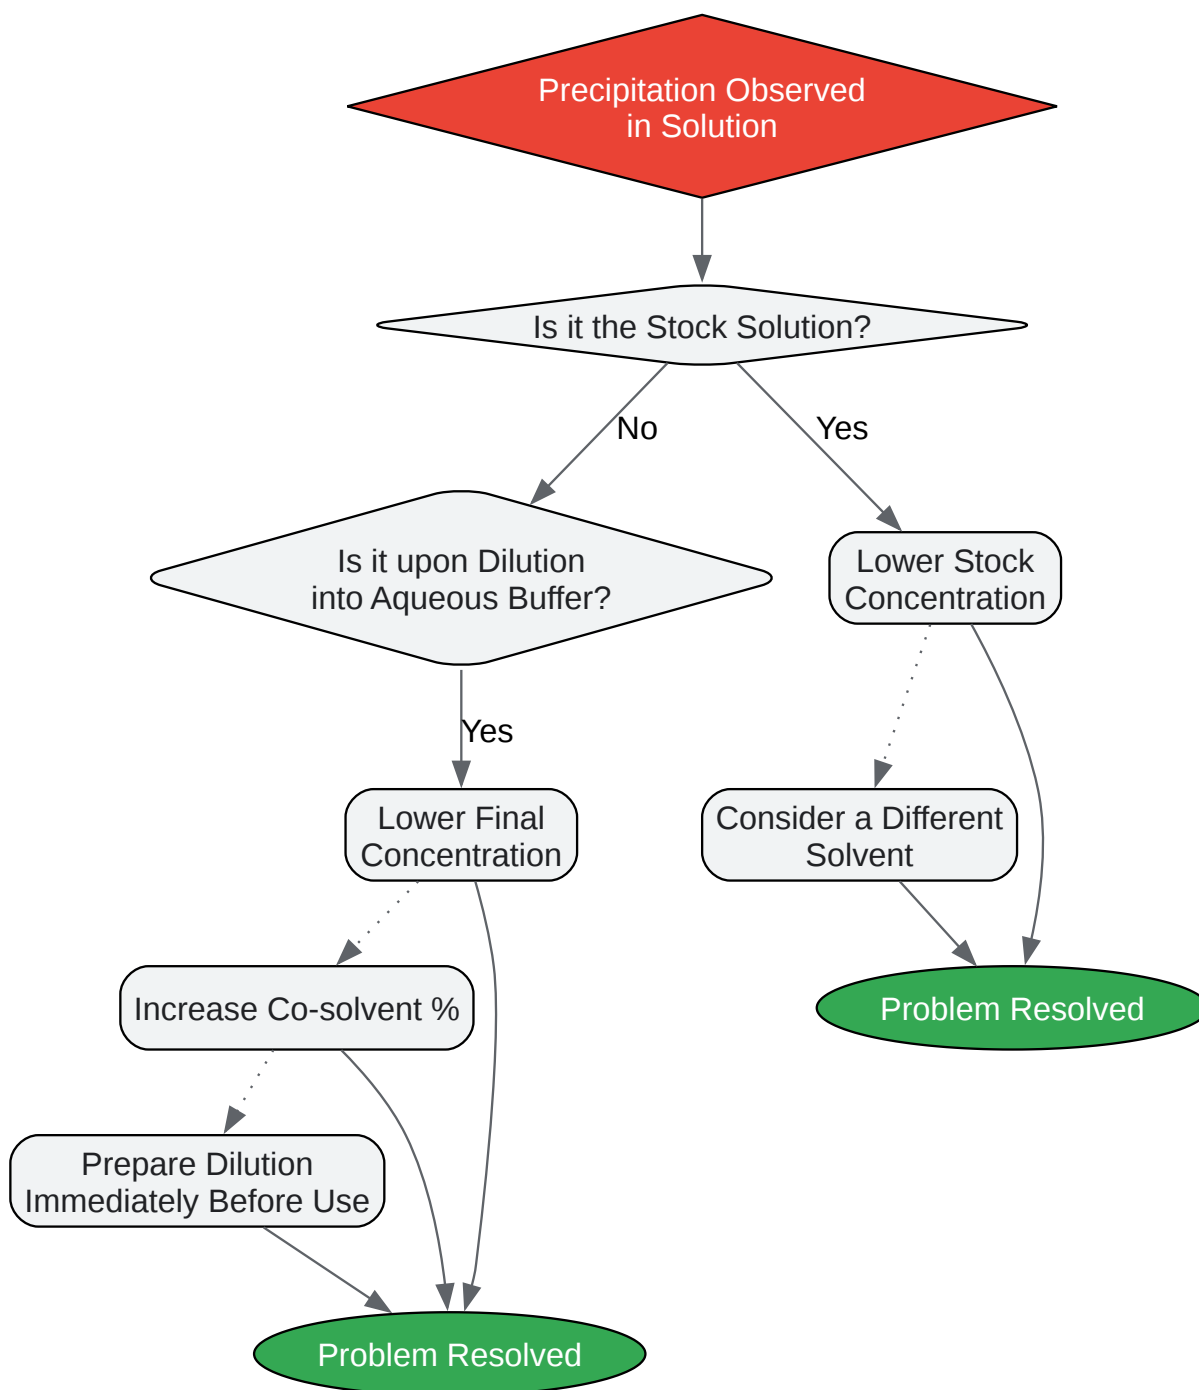 Precipitation Observed
in Solution
Is it the Stock Solution?
No
Yes
Is it upon Dilution
into Aqueous Buffer?
Lower Stock
Concentration
Yes
Lower Final
Concentration
Consider a Different
Solvent
Increase Co-solvent %
Problem Resolved
Prepare Dilution
Immediately Before Use
Problem Resolved